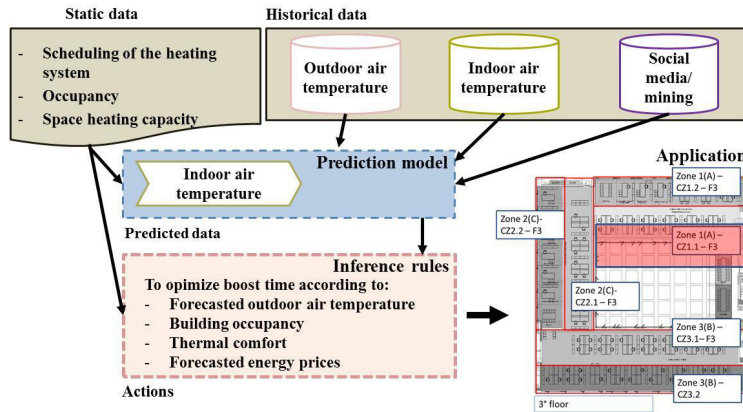 Static data
Historical data
- Scheduling of the heating
system
- Occupancy
- Space heating capacity
Outdoor air
temperature
Indoor air
temperature
Social
media/
mining
Prediction model
Indoor air
temperature
Predicted data
Inference rules
To opimize boost time according to:
- Forecasted outdoor air temperature
- Building occupancy
- Thermal comfort
- Forecasted energy prices
Actions
Application
Zone 1(A) –
CZ1.2 – F3
Zone 2(C)-
CZ2.2 – F3
Zone 1(A) –
CZ1.1 – F3
Zone 2(C)-
CZ2.1 – F3
Zone 3(B) –
CZ3.1 – F3
Zone 3(B) –
CZ3.2
3° floor